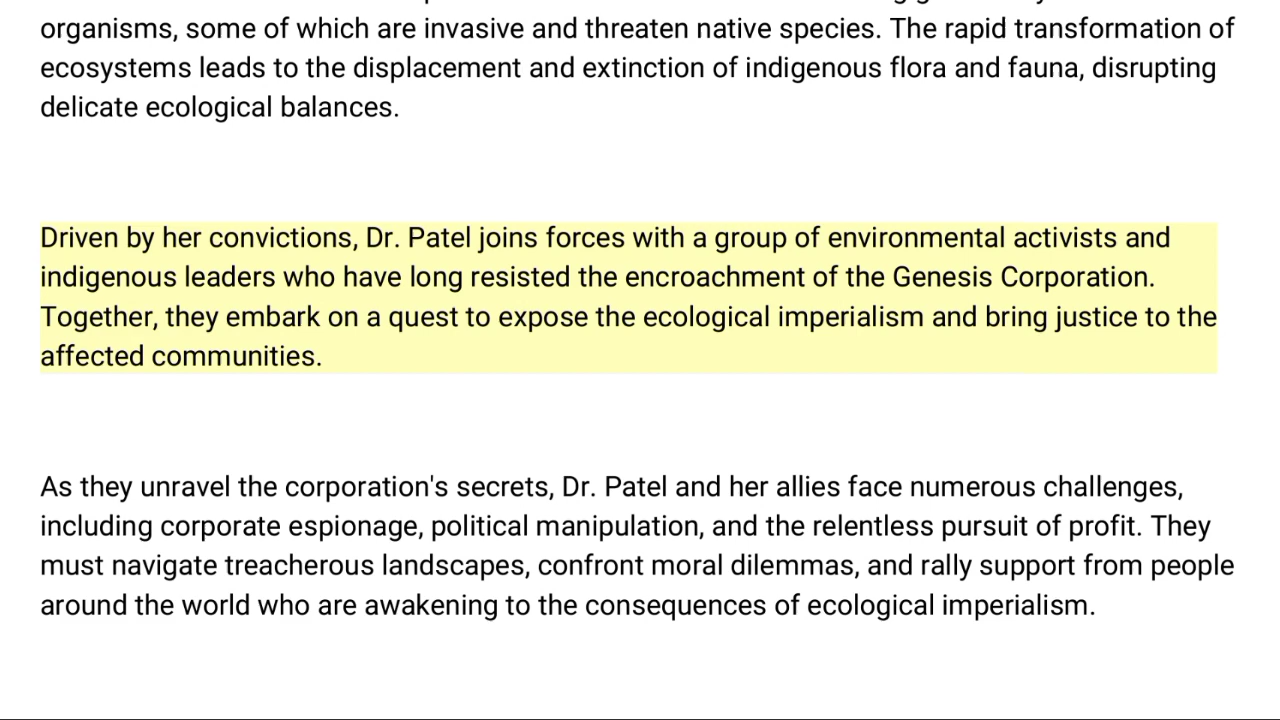 organisms, some of which are invasive and threaten native species. The rapid transformation of
ecosystems leads to the displacement and extinction of indigenous flora and fauna, disrupting
delicate ecological balances.
Driven by her convictions, Dr. Patel joins forces with a group of environmental activists and
indigenous leaders who have long resisted the encroachment of the Genesis Corporation.
Together, they embark on a quest to expose the ecological imperialism and bring justice to the
affected communities.
As they unravel the corporation's secrets, Dr. Patel and her allies face numerous challenges,
including corporate espionage, political manipulation, and the relentless pursuit of profit. They
must navigate treacherous landscapes, confront moral dilemmas, and rally support from people
around the world who are awakening to the consequences of ecological imperialism.